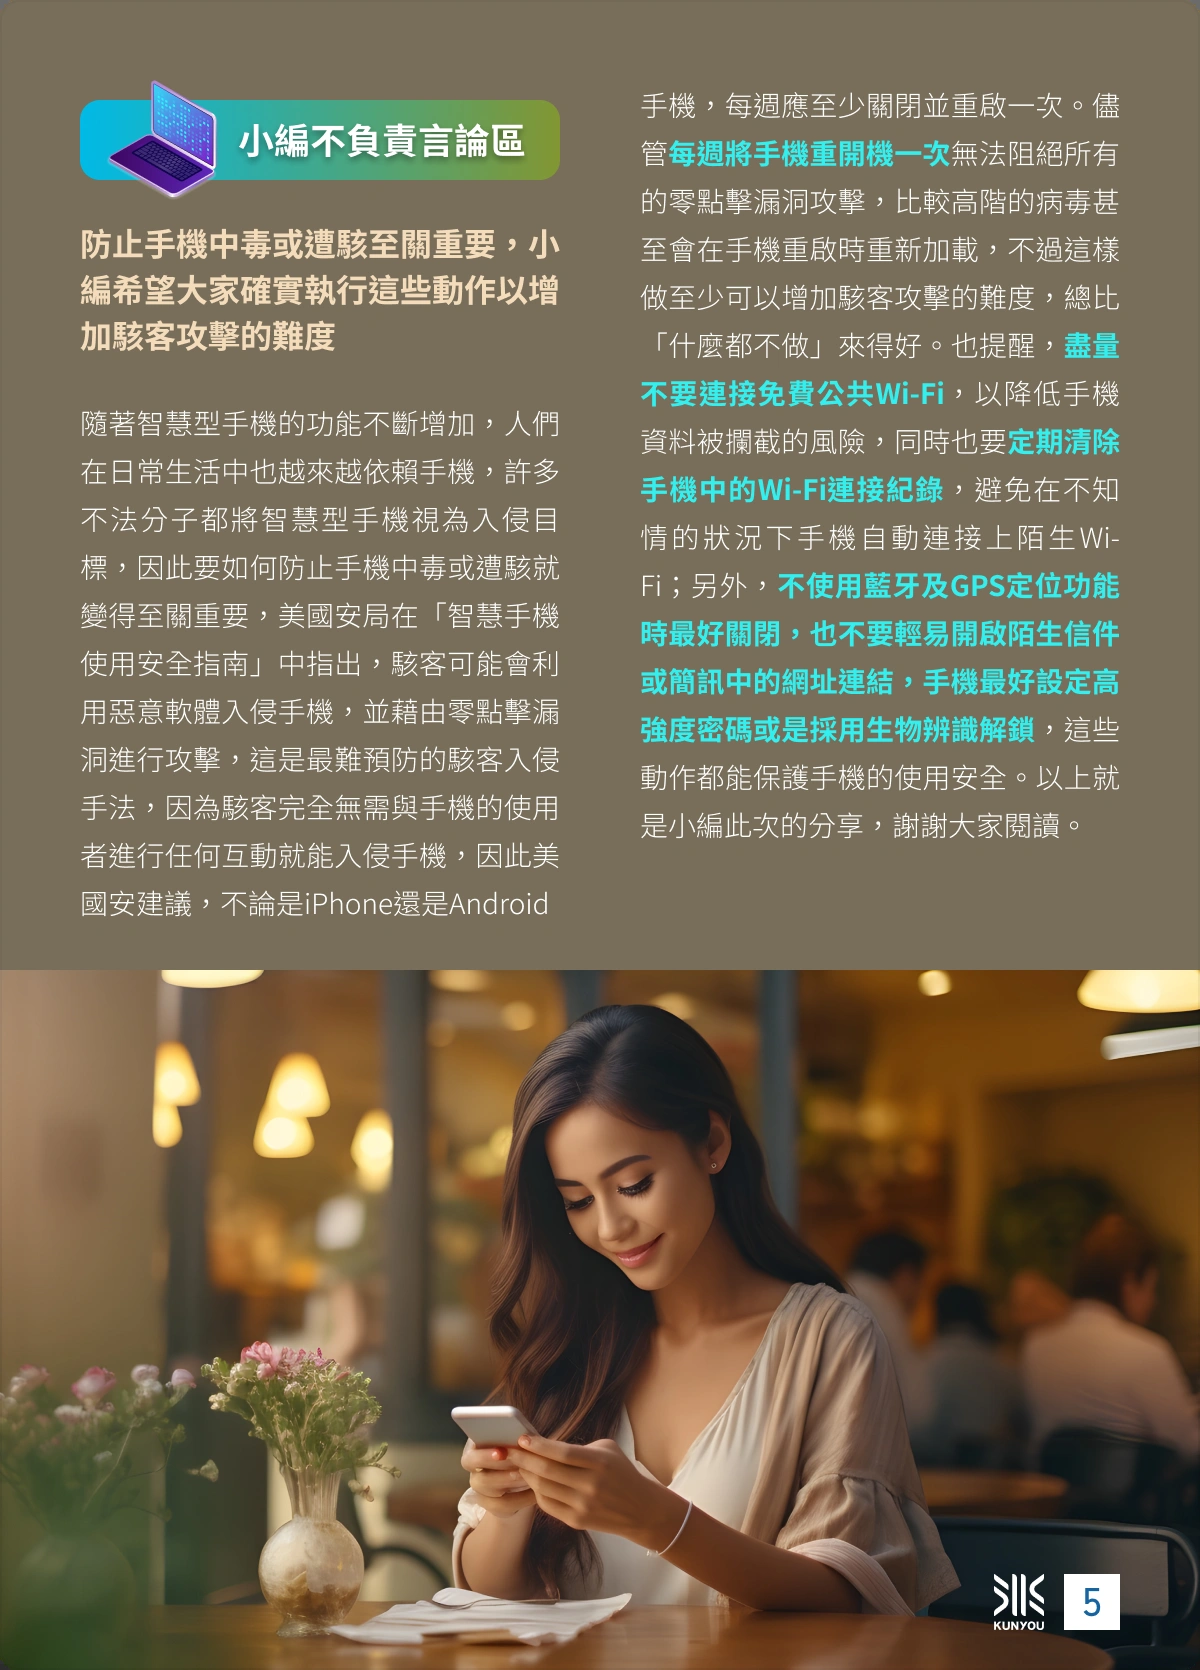 小編不負責言論區
防止手機中毒或遭駭至關重要，小
編希望大家確實執行這些動作以增
加駭客攻擊的難度
隨著智慧型手機的功能不斷增加，人們
在日常生活中也越來越依賴手機，許多
不法分子都將智慧型手機視為入侵目
標，因此要如何防止手機中毒或遭駭就
變得至關重要，美國安局在「智慧手機
使用安全指南」中指出，駭客可能會利
用惡意軟體入侵手機，並藉由零點擊漏
洞進行攻擊，這是最難預防的駭客入侵
手法，因為駭客完全無需與手機的使用
者進行任何互動就能入侵手機，因此美
國安建議，不論是iPhone還是Android
手機，每週應至少關閉並重啟一次。儘
管每週將手機重開機一次無法阻絕所有
的零點擊漏洞攻擊，比較高階的病毒甚
至會在手機重啟時重新加載，不過這樣
做至少可以增加駭客攻擊的難度，總比
「什麼都不做」來得好。也提醒，盡量
不要連接免費公共Wi-Fi，以降低手機
資料被攔截的風險，同時也要定期清除
手機中的Wi-Fi連接紀錄，避免在不知
情的狀況下手機自動連接上陌生Wi-
Fi；另外，不使用藍牙及GPS定位功能
時最好關閉，也不要輕易開啟陌生信件
或簡訊中的網址連結，手機最好設定高
強度密碼或是採用生物辨識解鎖，這些
動作都能保護手機的使用安全。以上就
是小編此次的分享，謝謝大家閱讀。
KUNYOU
5